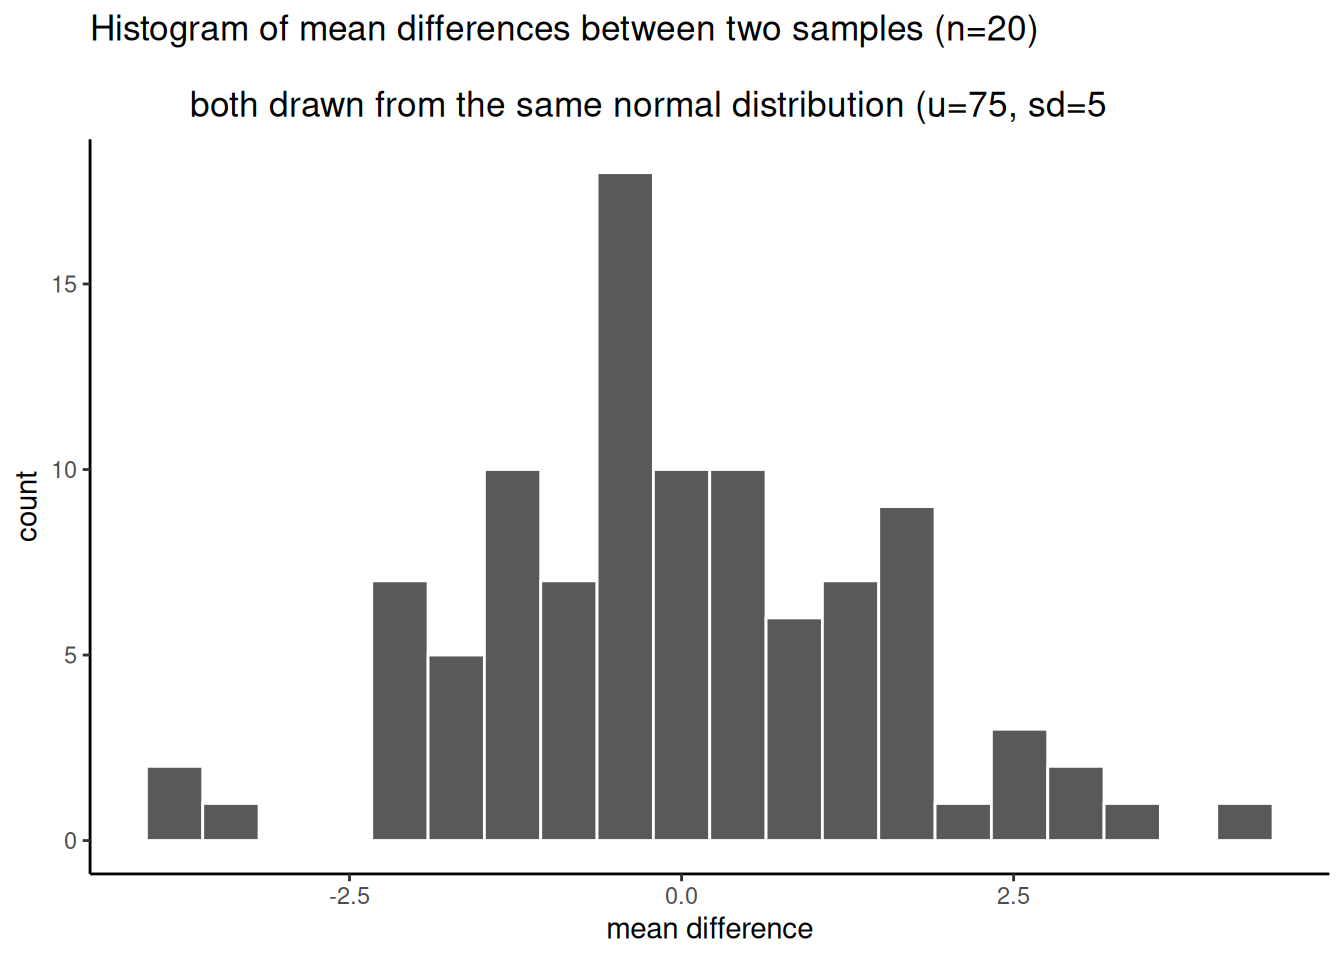 Histogram of mean differences between two samples (n=20)
both drawn from the same normal distribution (u=75, sd=5
15
10
5
0
count
-2.5 0.0 2.5
mean difference